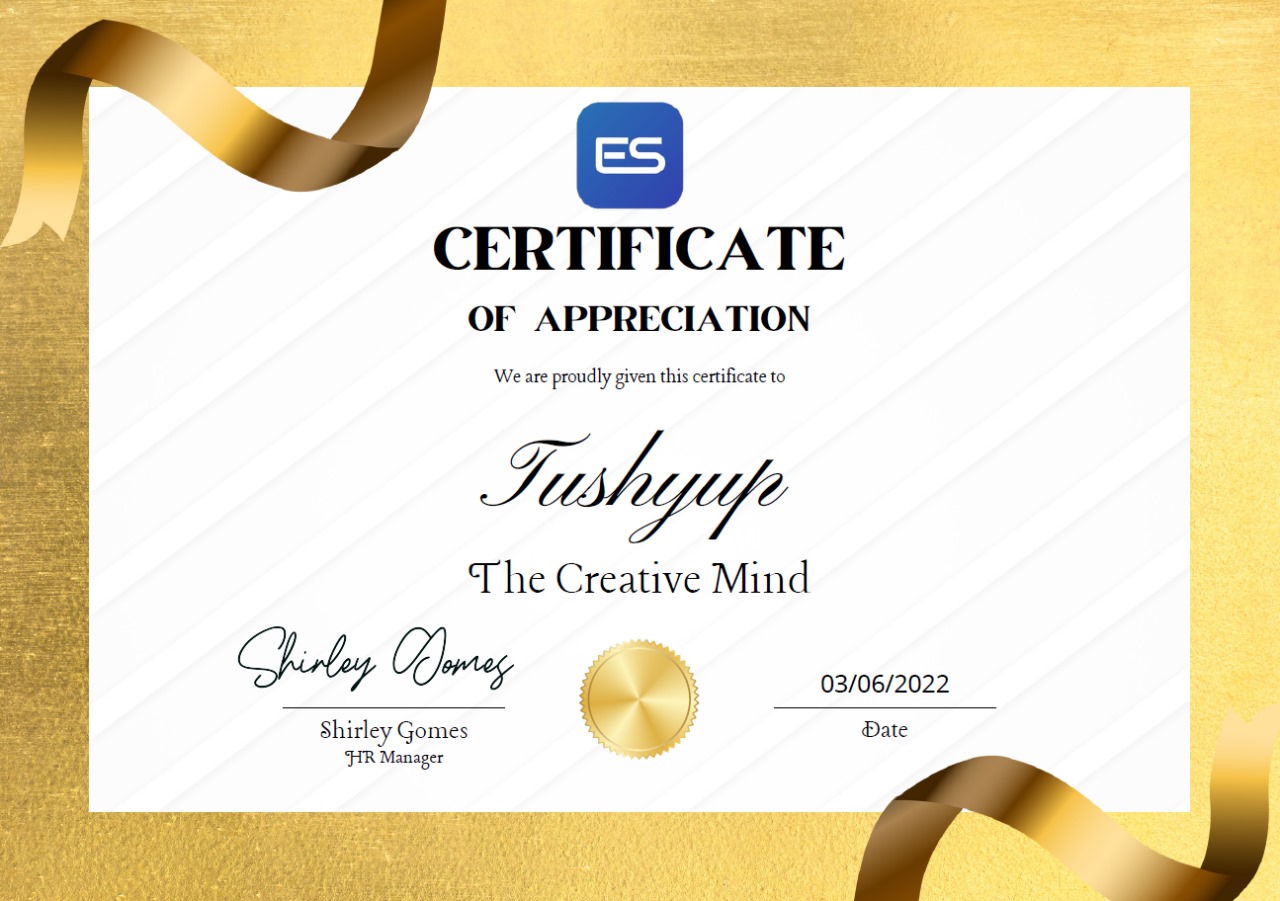 ES
CERTIFICATE
OF APPRECIATION
We are proudly given this certificate to
Tushyup
The Creative Mind
Shirley Gomes
03/06/2022
Shirley Gomes
Date
HR Manager